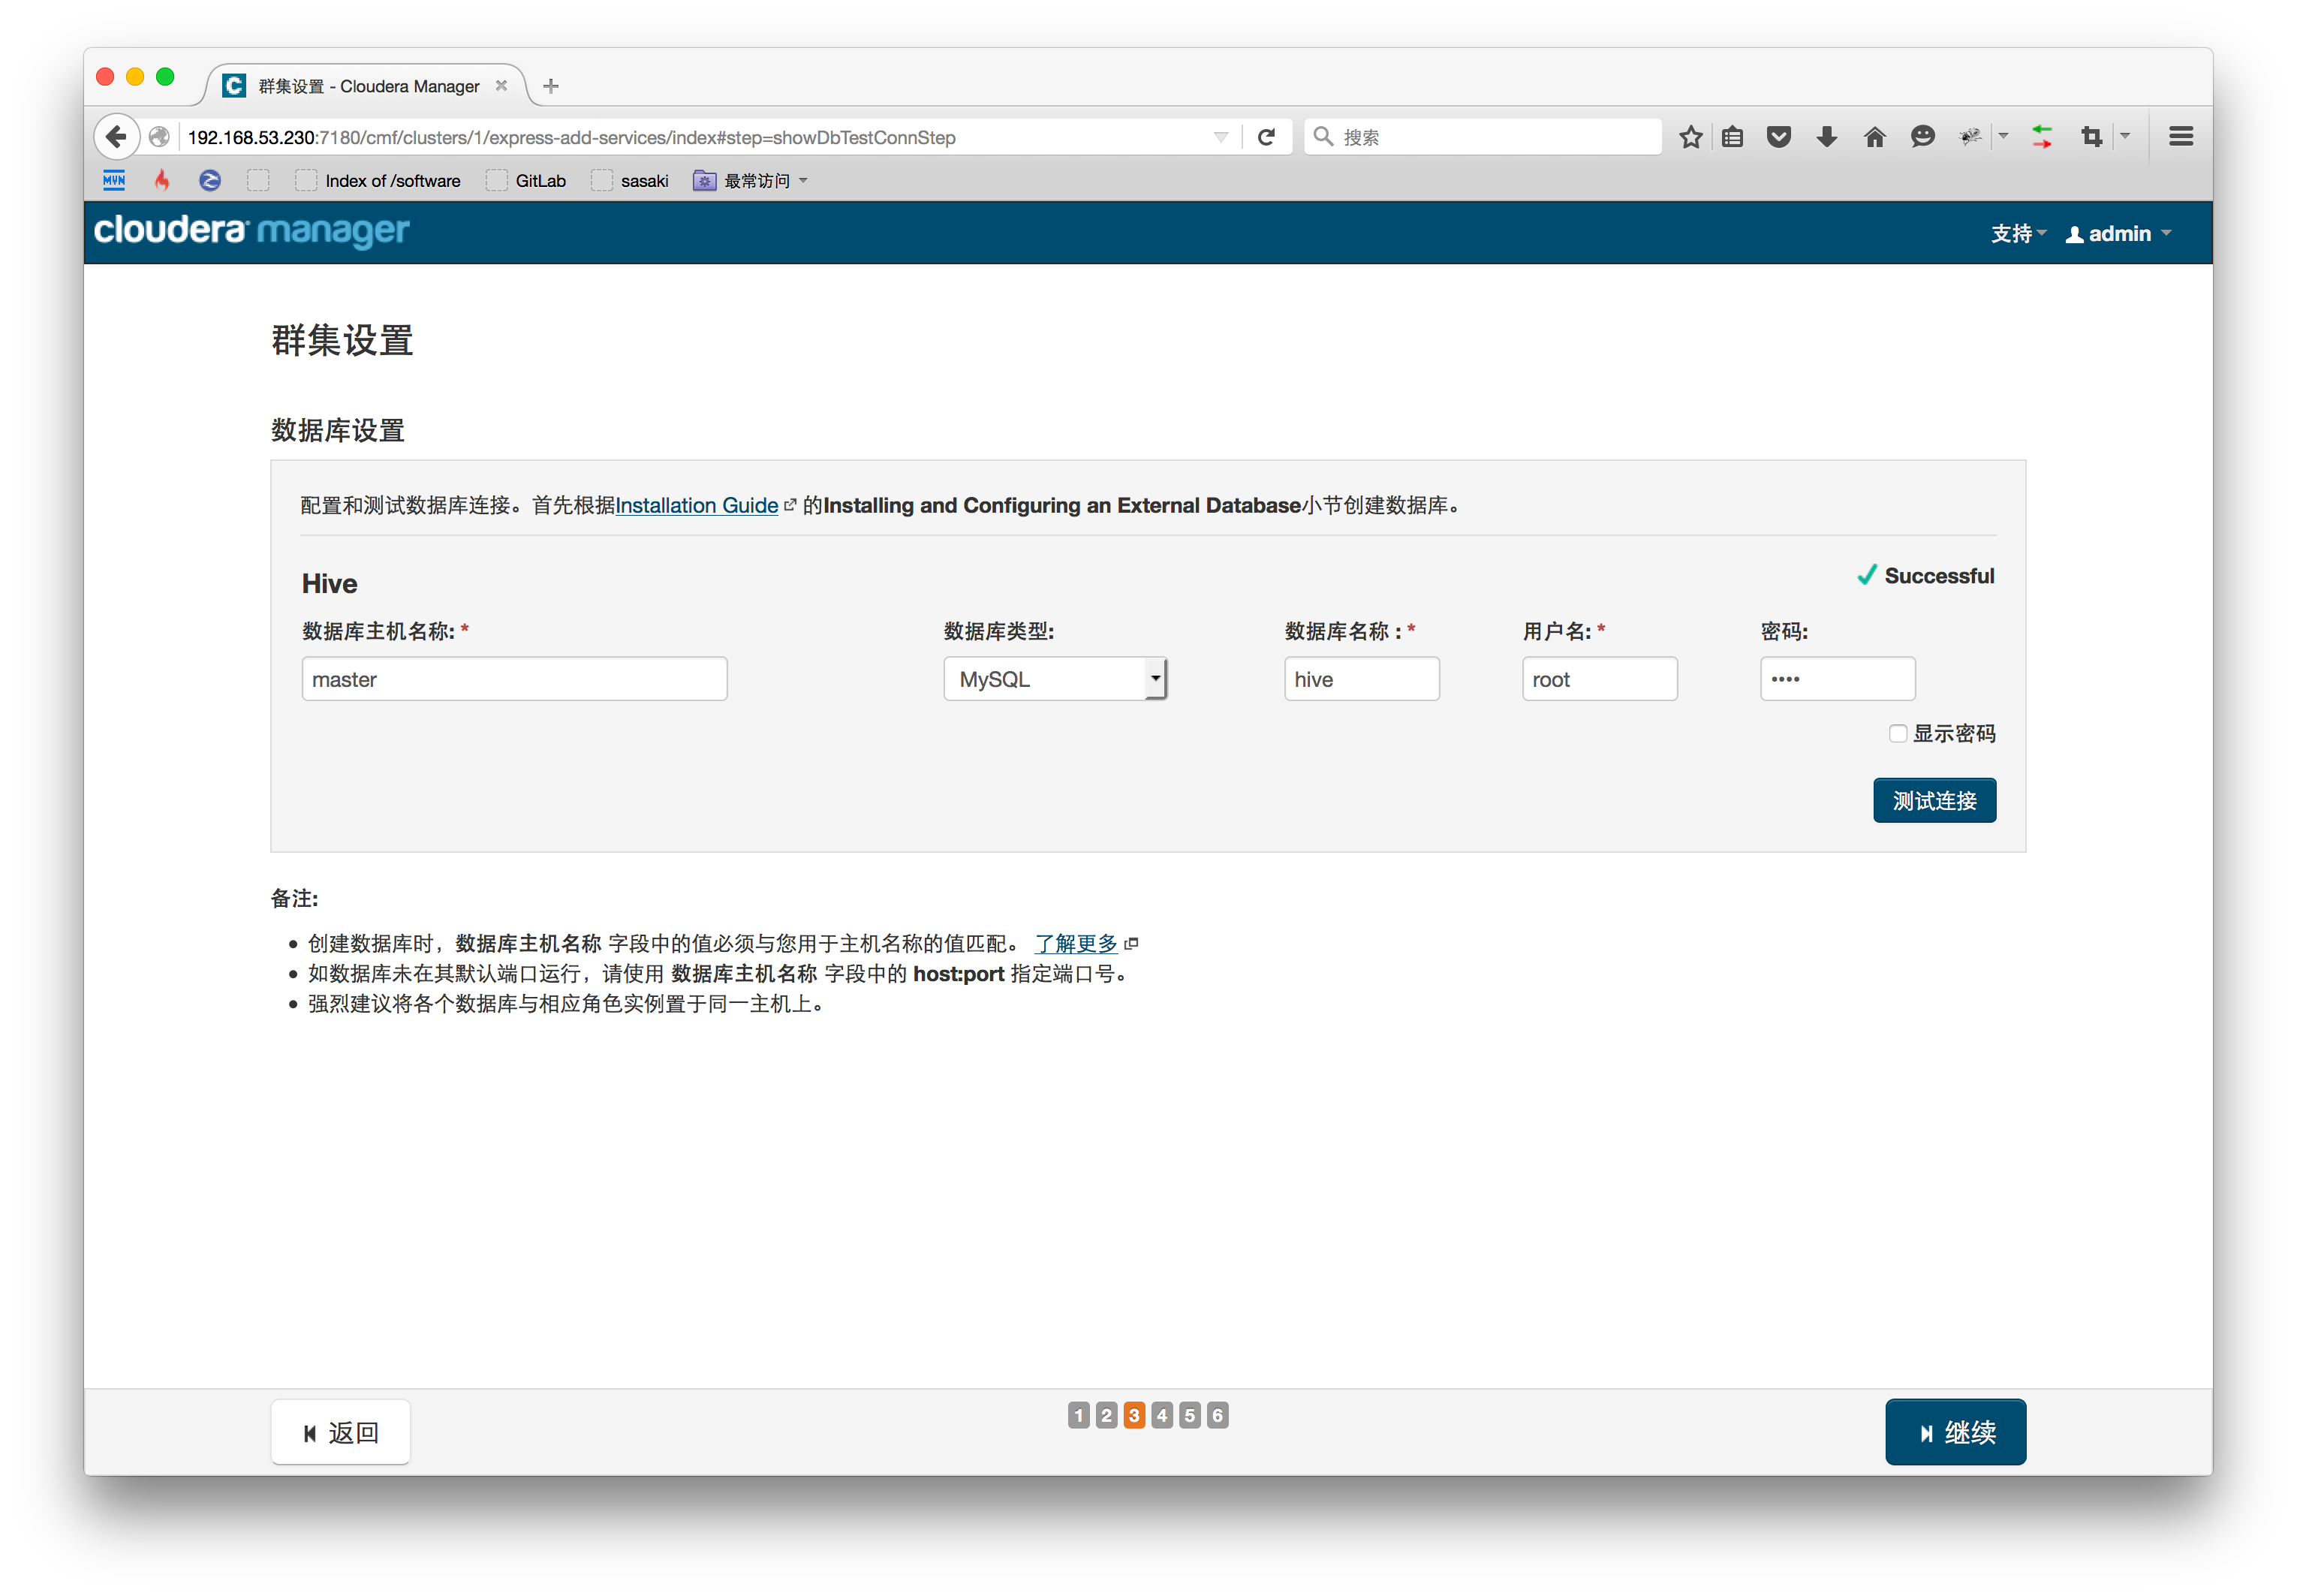 群集设置 - Cloudera Manager
192.168.53.230:7180/cmf/clusters/1/express-add-services/index#step=showDbTestConnStep
搜索
MVN
Index of /software
GitLab
sasaki
最常访问
cloudera manager
支持
admin
群集设置
数据库设置
配置和测试数据库连接。首先根据Installation Guide 的Installing and Configuring an External Database小节创建数据库。
Hive
Successful
数据库主机名称: *
数据库类型:
数据库名称 : *
用户名: *
密码:
master
MySQL
hive
root
••••
显示密码
测试连接
备注:
• 创建数据库时，数据库主机名称 字段中的值必须与您用于主机名称的值匹配。 了解更多
• 如数据库未在其默认端口运行，请使用 数据库主机名称 字段中的 host:port 指定端口号。
• 强烈建议将各个数据库与相应角色实例置于同一主机上。
返回
1 2 3 4 5 6
继续